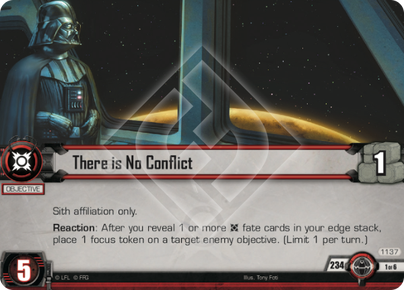 There is No Conflict
1
OBJECTIVE
Sith affiliation only.
Reaction: After you reveal 1 or more fate cards in your edge stack,
place 1 focus token on a target enemy objective. (Limit 1 per turn.)
1137
5
© LFL © FFG
Illus. Tony Foti
234
1 of 6